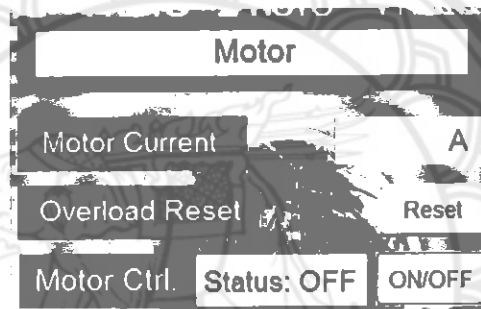 Motor
Motor Current A
Overload Reset Reset
Motor Ctrl. Status: OFF ON/OFF